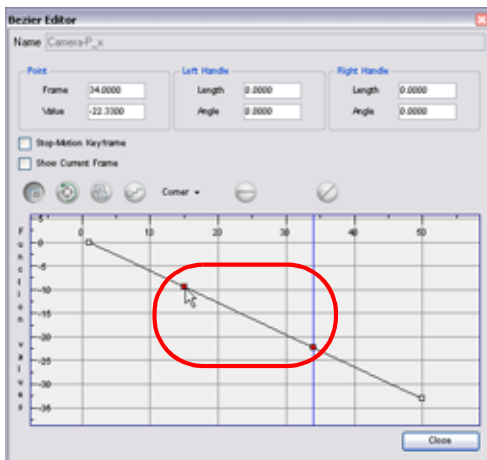 Bezier Editor
Name Camera-P_x
Point Left Handle Right Handle
Frame 34.0000 Length 0.0000 Length 0.0000
Value -22.3300 Angle 0.0000 Angle 0.0000
Stop-Motion Keyframe
Show Current Frame
Corner
5
0 10 20 30 40 50
0
-5
-10
-15
-20
-25
-30
-35
Function values
Close